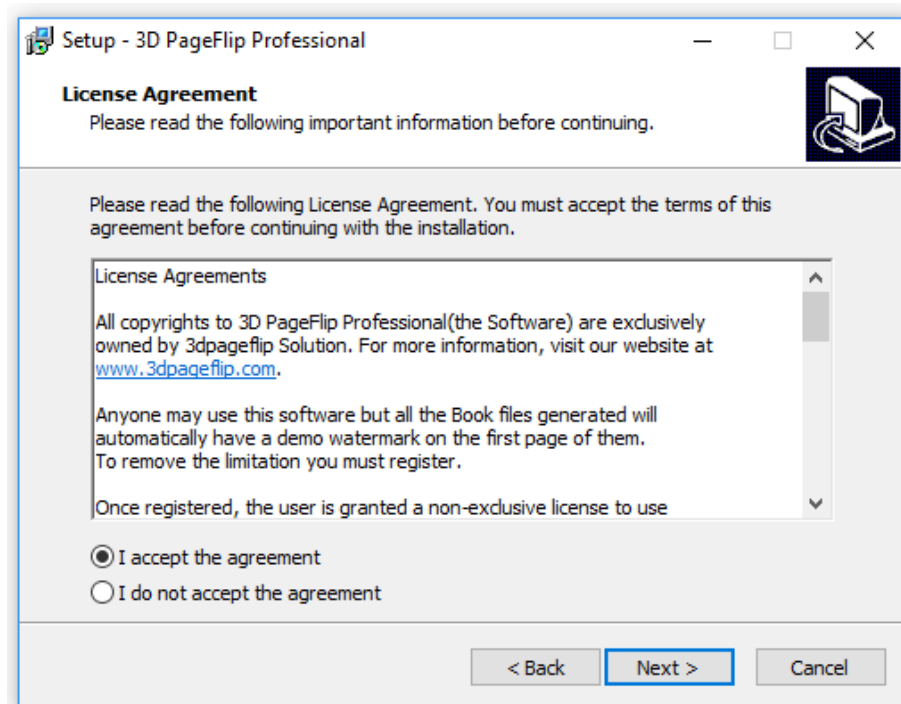 Setup - 3D PageFlip Professional
License Agreement
Please read the following important information before continuing.
Please read the following License Agreement. You must accept the terms of this
agreement before continuing with the installation.
License Agreements
All copyrights to 3D PageFlip Professional(the Software) are exclusively
owned by 3dpageflip Solution. For more information, visit our website at
www.3dpageflip.com.
Anyone may use this software but all the Book files generated will
automatically have a demo watermark on the first page of them.
To remove the limitation you must register.
Once registered, the user is granted a non-exclusive license to use
I accept the agreement
I do not accept the agreement
< Back Next > Cancel